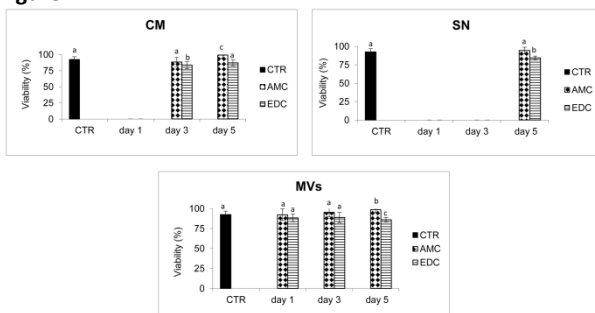 CM
a
a
b
c
a
100
75
50
25
0
Viability (%)
CTR
day 1
day 3
day 5
CTR
AMC
EDC
SN
a
a
b
100
75
50
25
0
Viability (%)
CTR
day 1
day 3
day 5
CTR
AMC
EDC
MVs
a
a
a
a
a
b
c
100
75
50
25
0
Viability (%)
CTR
day 1
day 3
day 5
CTR
AMC
EDC